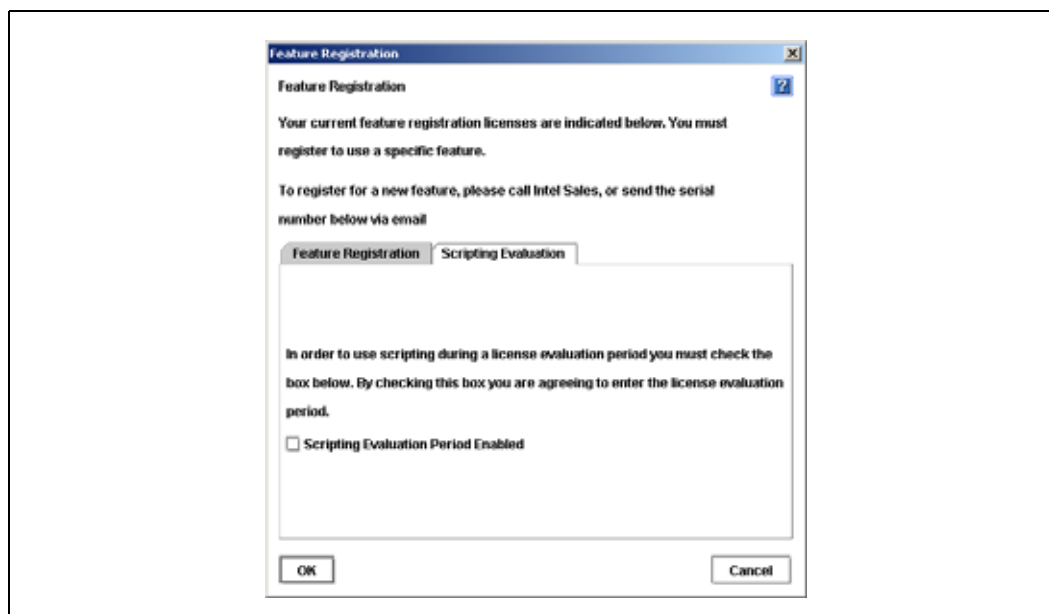 Feature Registration
Feature Registration
Your current feature registration licenses are indicated below. You must
register to use a specific feature.
To register for a new feature, please call Intel Sales, or send the serial
number below via email
Feature Registration Scripting Evaluation
In order to use scripting during a license evaluation period you must check the
box below. By checking this box you are agreeing to enter the license evaluation
period.
Scripting Evaluation Period Enabled
OK Cancel